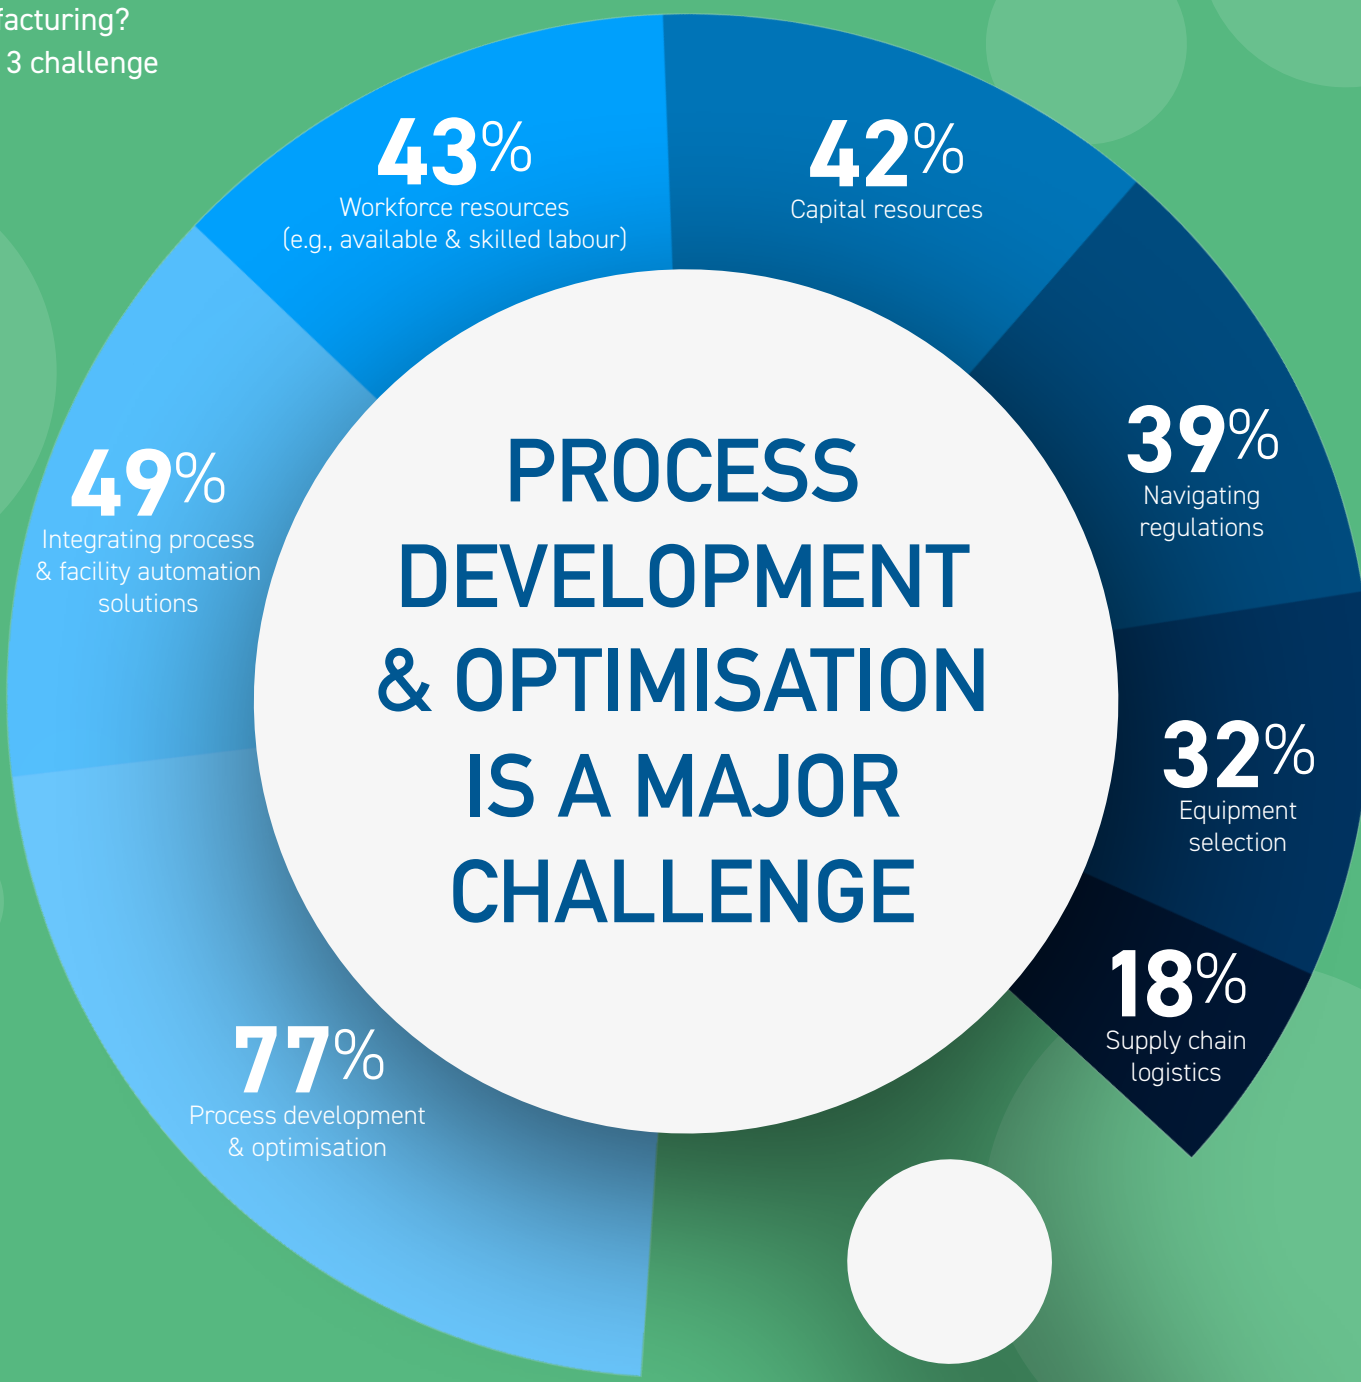 facturing?
3 challenge
43%
Workforce resources
(e.g., available & skilled labour)
42%
Capital resources
39%
Navigating
regulations
49%
Integrating process
& facility automation
solutions
PROCESS
DEVELOPMENT
& OPTIMISATION
IS A MAJOR
CHALLENGE
32%
Equipment
selection
18%
Supply chain
logistics
77%
Process development
& optimisation